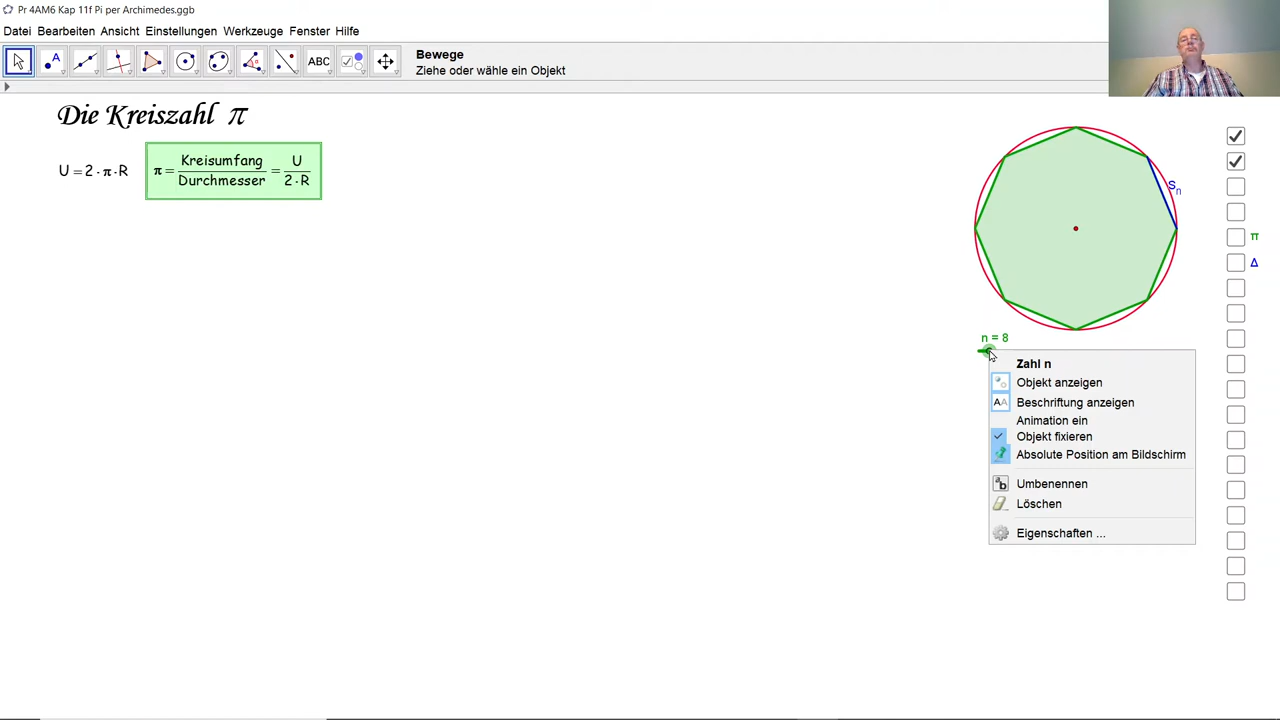 Pr 4AM6 Kap 11f Pi per Archimedes.ggb
Datei Bearbeiten Ansicht Einstellungen Werkzeuge Fenster Hilfe
A ABC
Bewege
Ziehe oder wähle ein Objekt
Die Kreiszahl π
U = 2 · π · R
π = Kreisumfang / Durchmesser = U / 2 · R
Sn
π
Δ
n = 8
Zahl n
Objekt anzeigen
AA Beschriftung anzeigen
Animation ein
Objekt fixieren
Absolute Position am Bildschirm
ab Umbenennen
Löschen
Eigenschaften ...